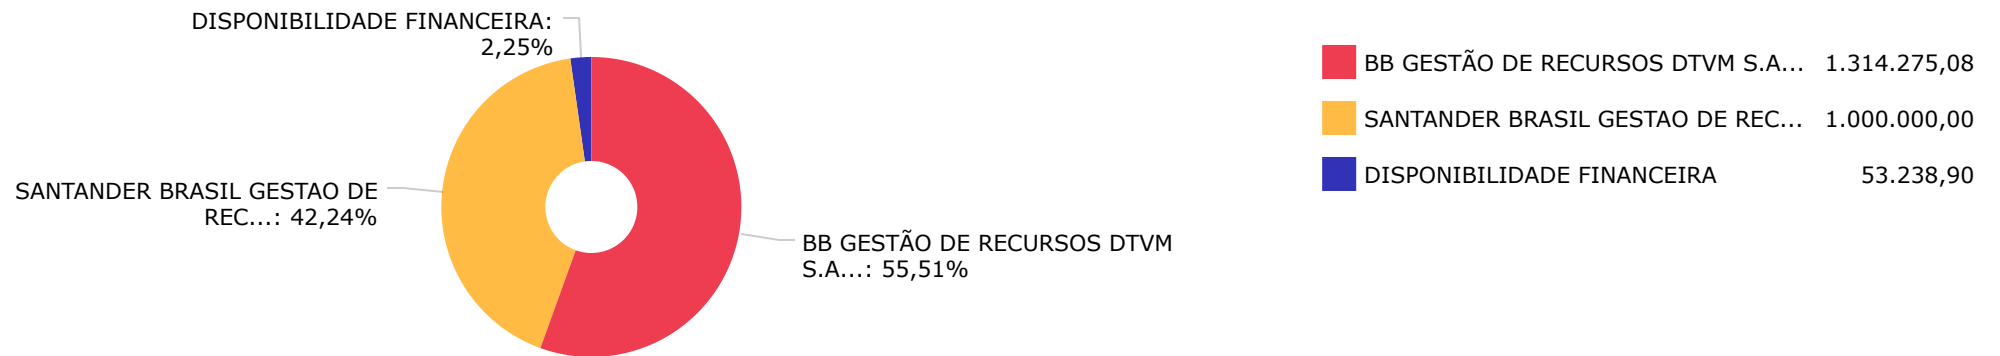 DISPONIBILIDADE FINANCEIRA:
2,25%
SANTANDER BRASIL GESTAO DE
REC...: 42,24%
BB GESTÃO DE RECURSOS DTVM
S.A...: 55,51%
BB GESTÃO DE RECURSOS DTVM S.A... 1.314.275,08
SANTANDER BRASIL GESTAO DE REC... 1.000.000,00
DISPONIBILIDADE FINANCEIRA 53.238,90